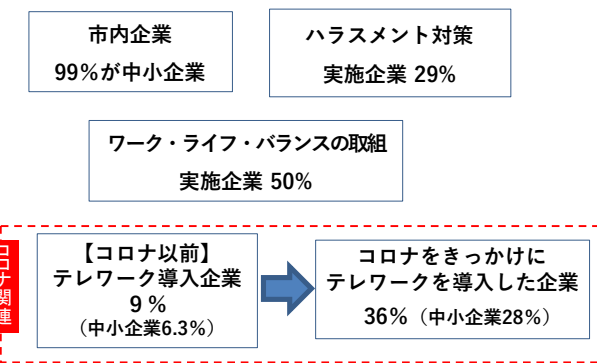 市内企業
99%が中小企業
ハラスメント対策
実施企業 29%
ワーク・ライフ・バランスの取組
実施企業 50%
コロナ関連
【コロナ以前】
テレワーク導入企業
9％
（中小企業6.3%）
コロナをきっかけに
テレワークを導入した企業
36%（中小企業28%）